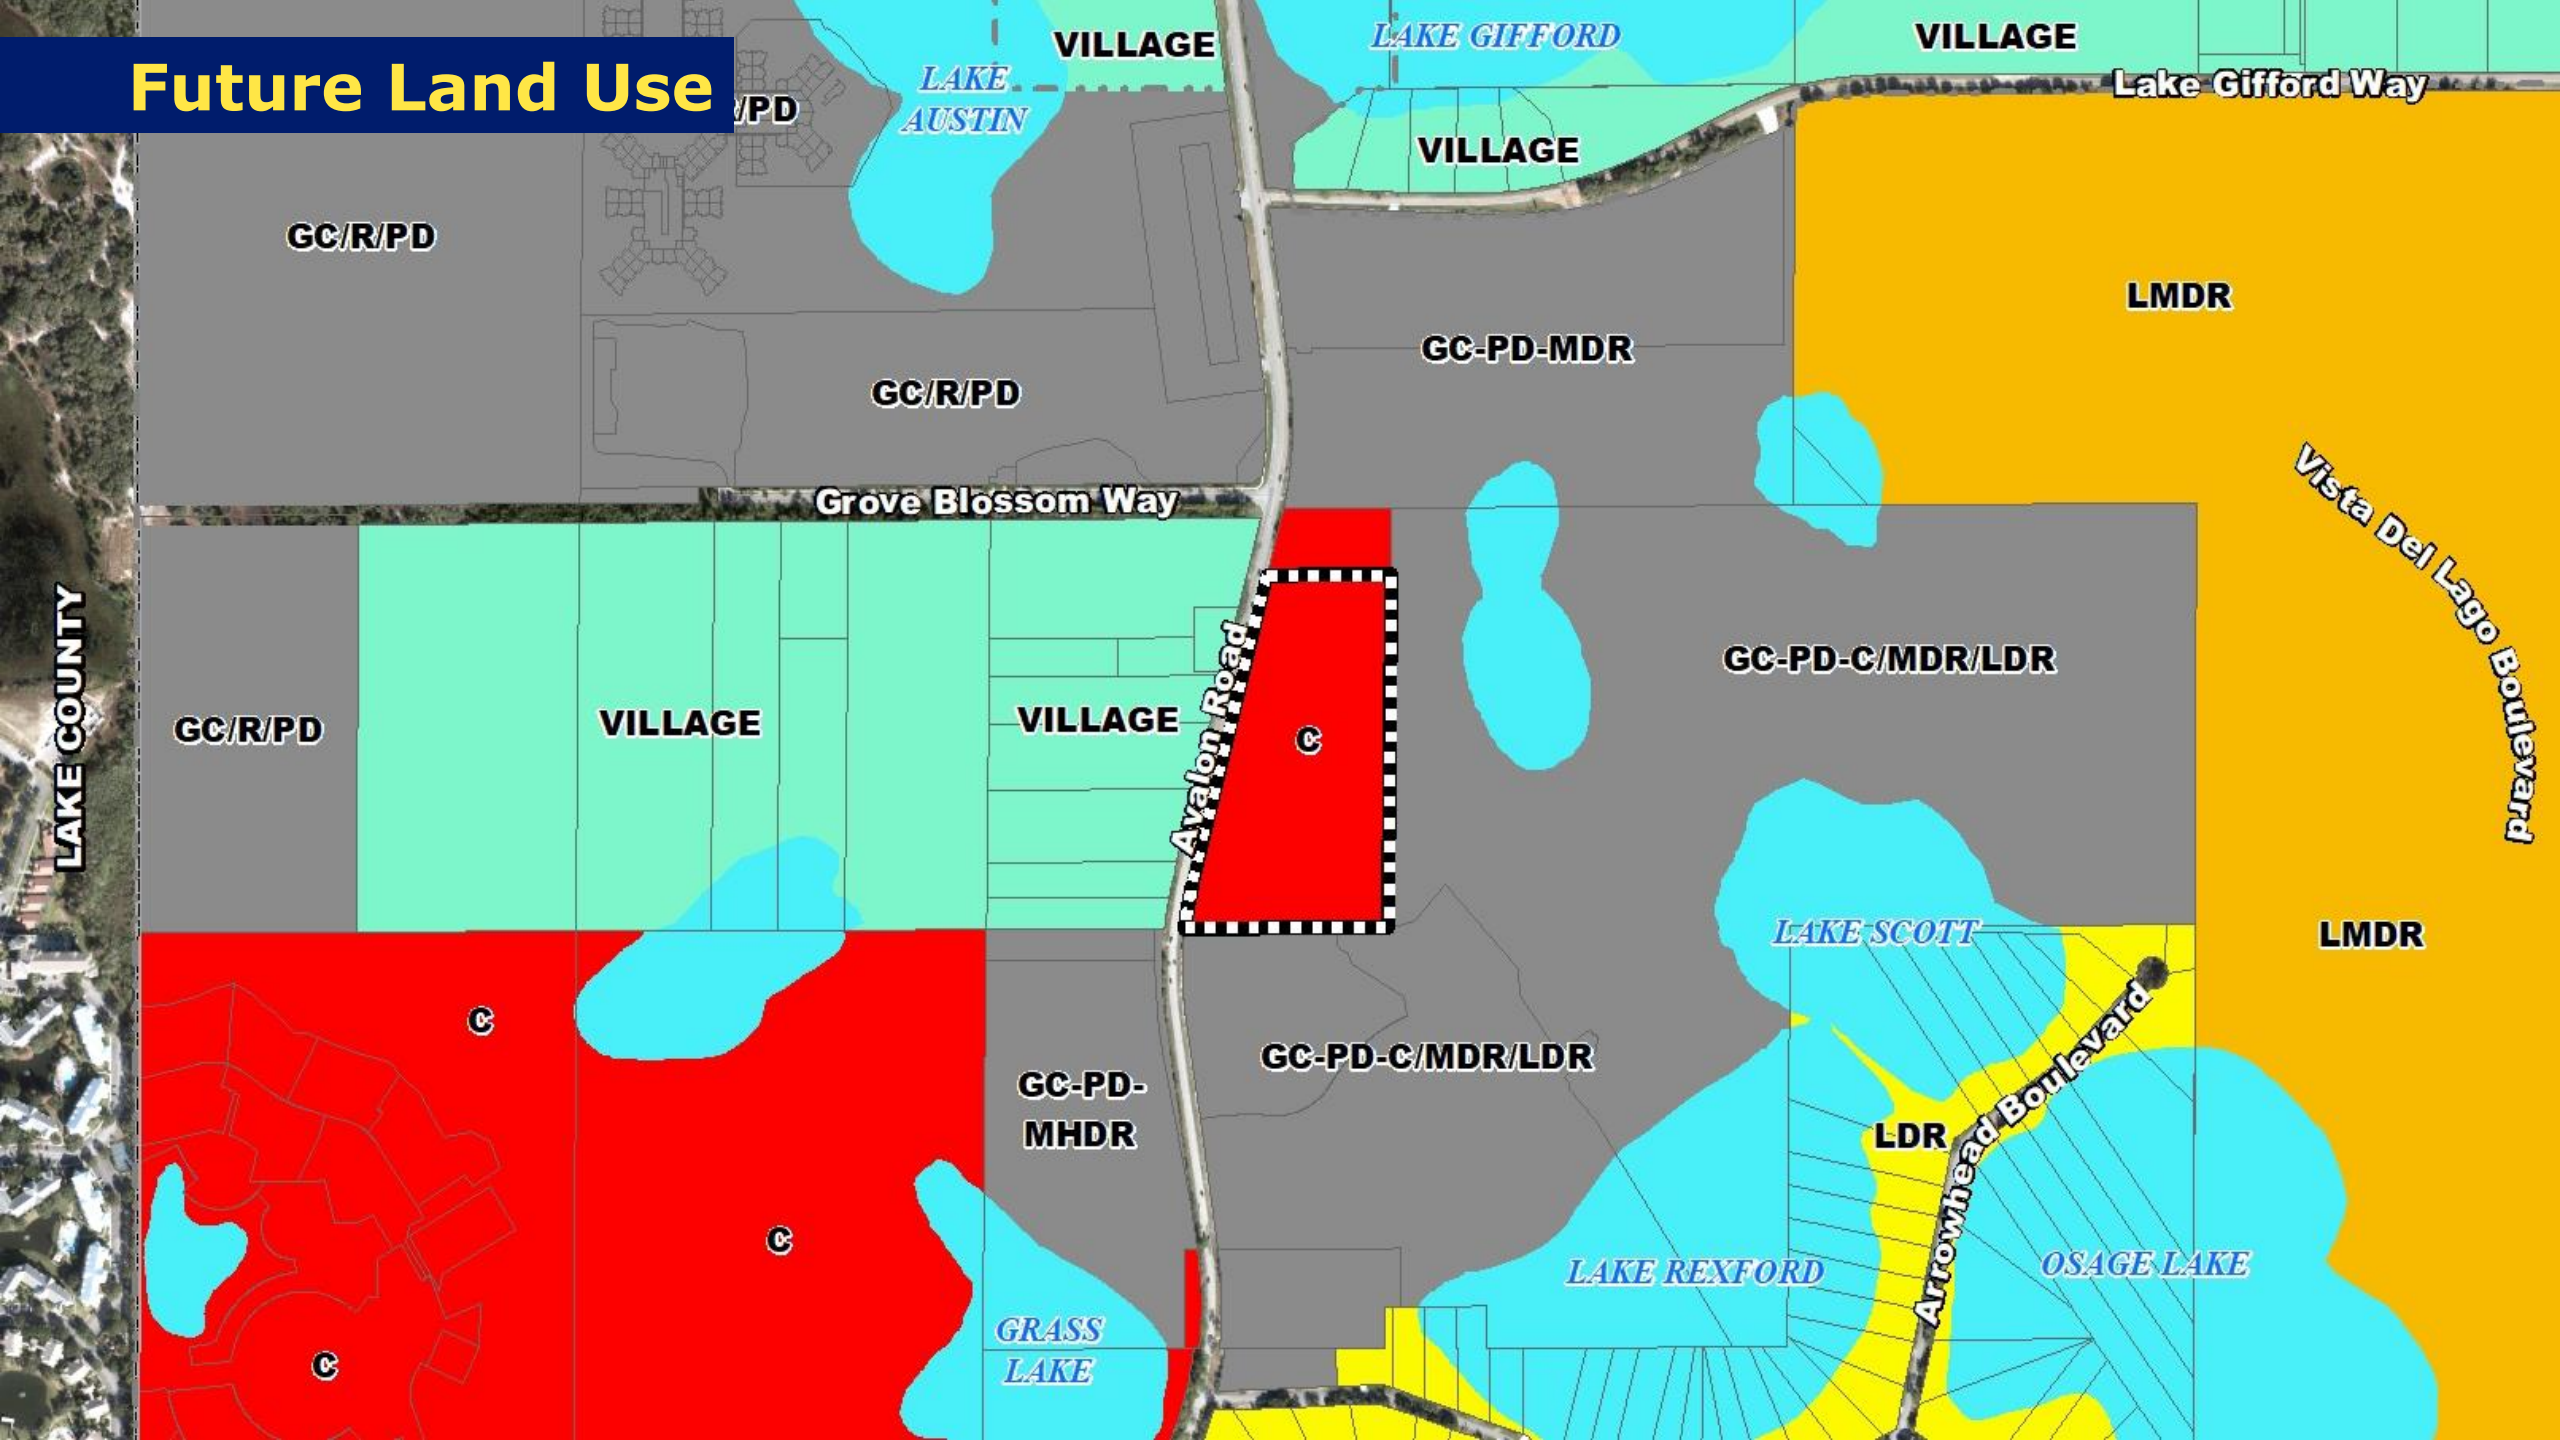 Future Land Use
VILLAGE
LAKE GIFFORD
VILLAGE
LAKE
AUSTIN
/PD
Lake Gifford Way
VILLAGE
GC/R/PD
LMDR
GC-PD-MDR
GC/R/PD
Grove Blossom Way
Vista Del Lago Boulevard
LAKE COUNTY
GC/R/PD
VILLAGE
VILLAGE
Avalon Road
C
GC-PD-C/MDR/LDR
LAKE SCOTT
LMDR
C
GC-PD-
MHDR
GC-PD-C/MDR/LDR
LDR
Arrowhead Boulevard
C
LAKE REXFORD
OSAGE LAKE
GRASS
LAKE
C